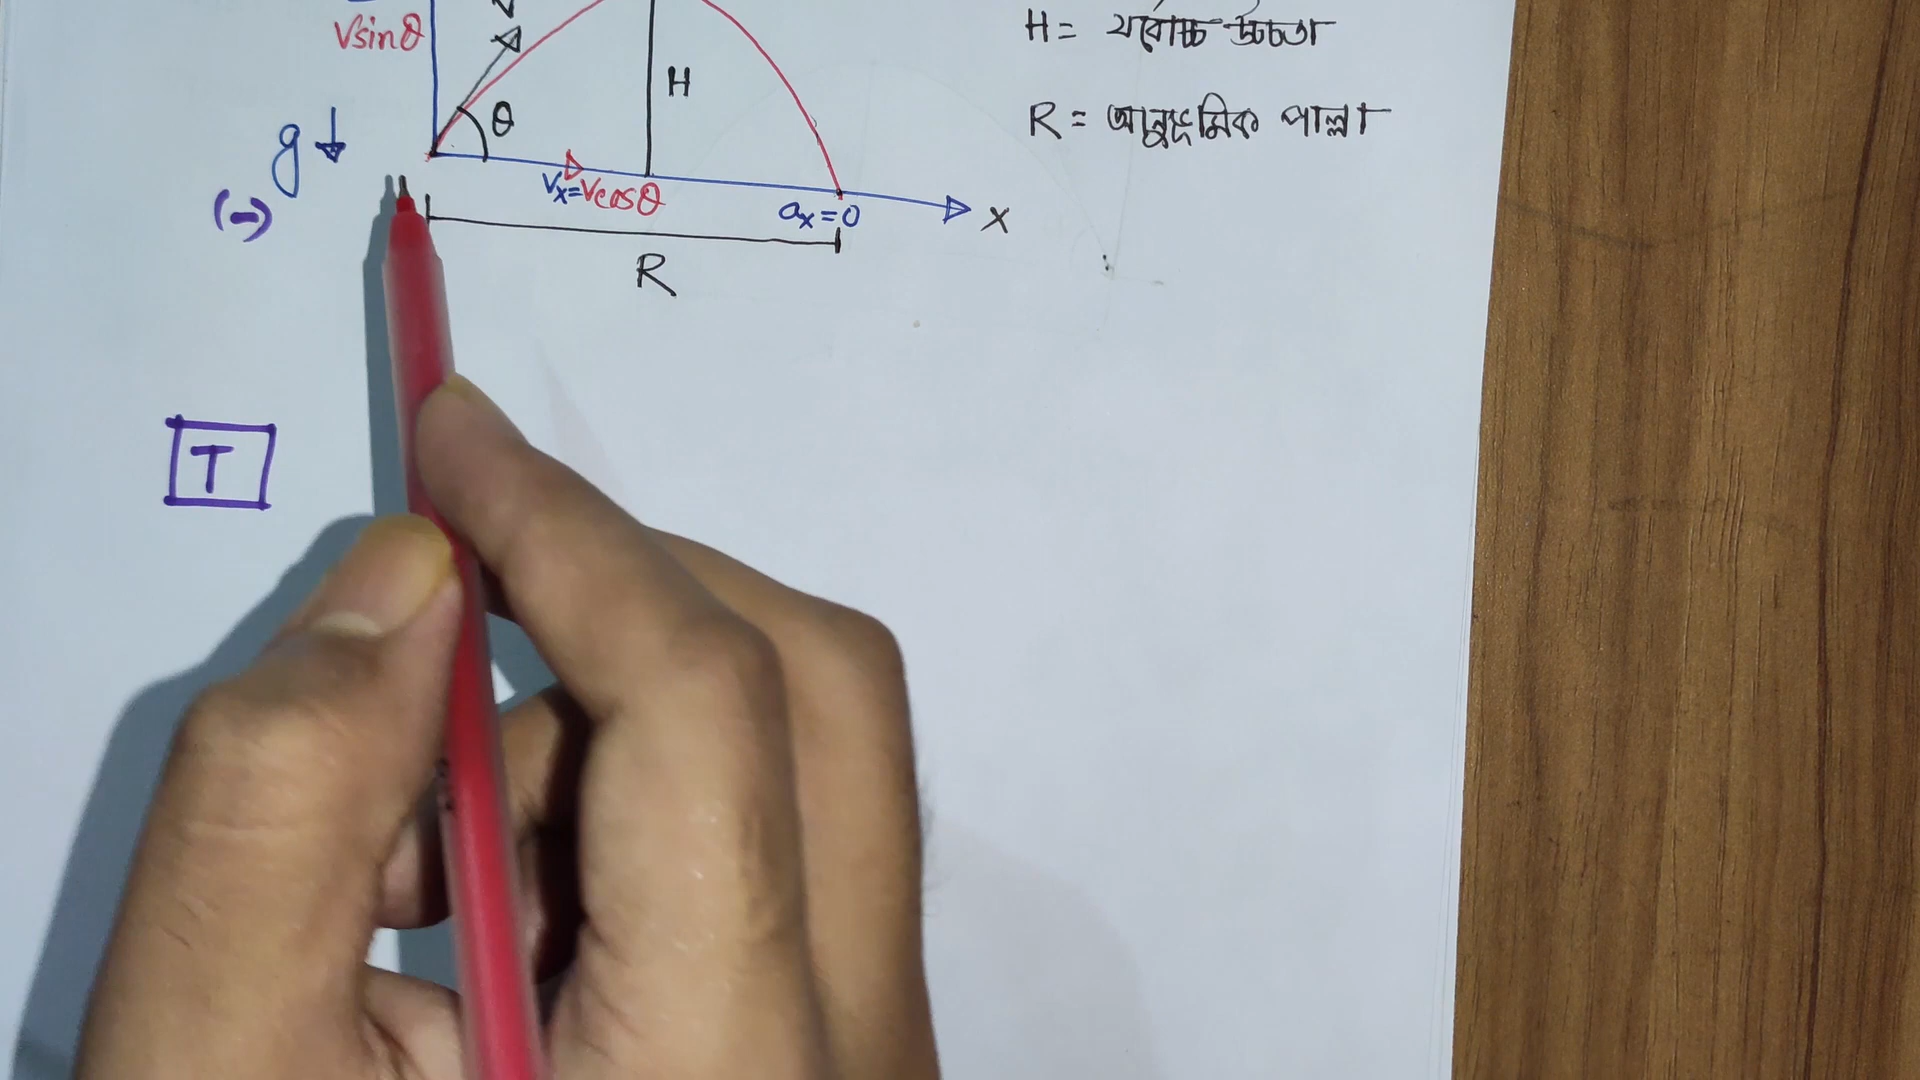 vsinθ
H = সর্বোচ্চ উচ্চতা
H
θ
R = আনুভূমিক পাল্লা
g
(-)
Vx=vcosθ
ax=0
x
R
T